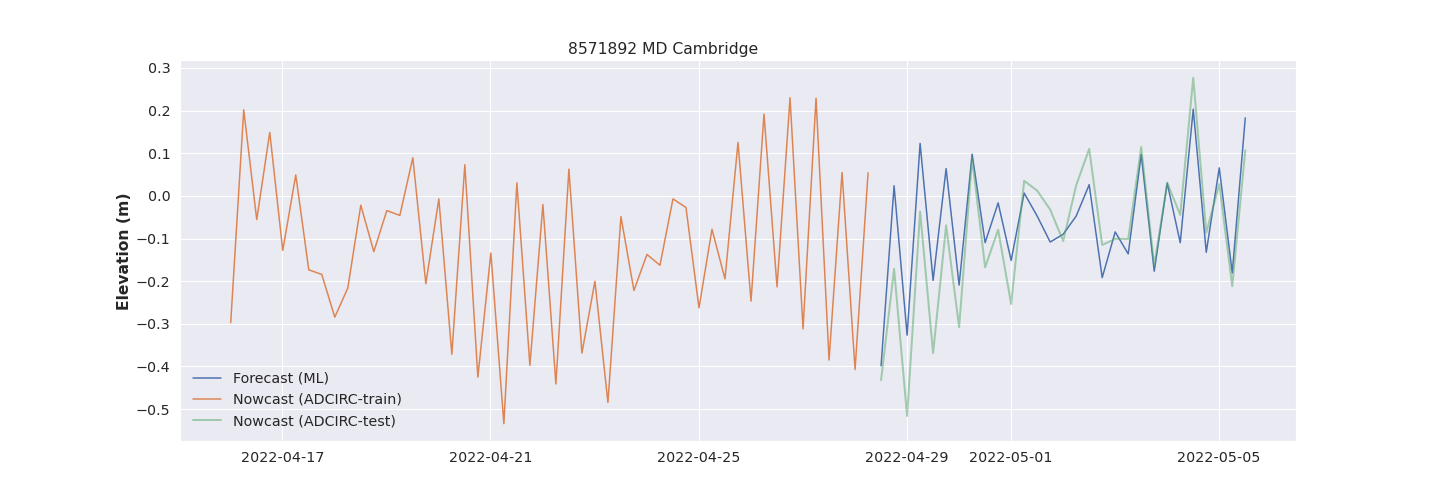 8571892 MD Cambridge
Elevation (m)
0.3
0.2
0.1
0.0
−0.1
−0.2
−0.3
−0.4
−0.5
Forecast (ML)
Nowcast (ADCIRC-train)
Nowcast (ADCIRC-test)
2022-04-17 2022-04-21 2022-04-25 2022-04-29 2022-05-01 2022-05-05